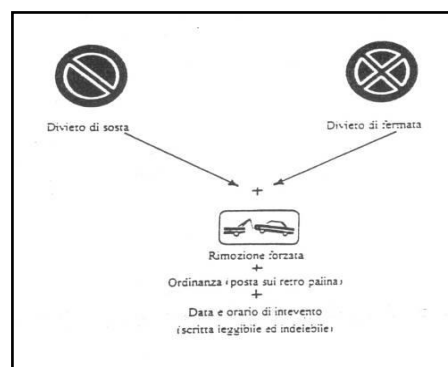 Divieto di sosta
Divieto di fermata
+
Rimozione forzata
+
Ordinanza (posta sul retro palina)
+
Data e orario di intevento
(scritta leggibile ed indelebile)